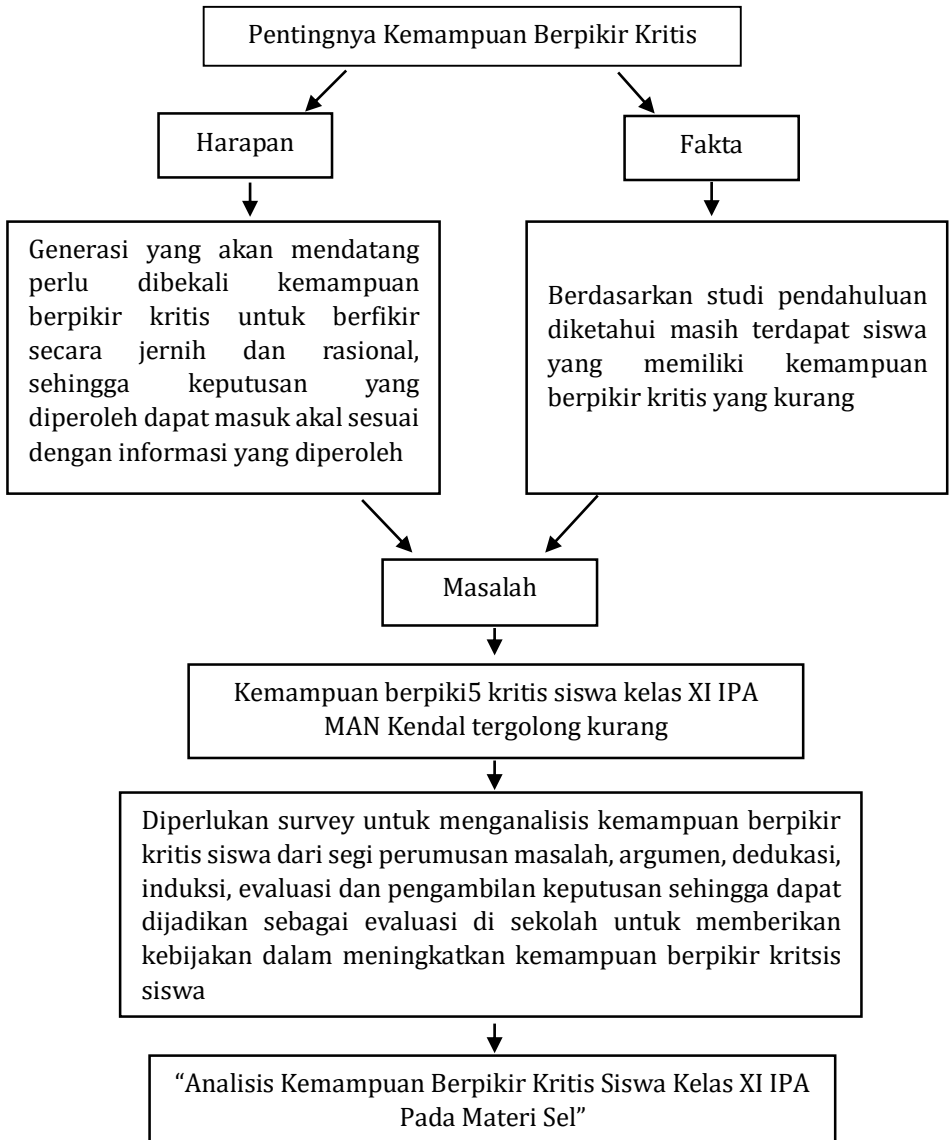 Pentingnya Kemampuan Berpikir Kritis
Harapan
Fakta
Generasi yang akan mendatang
perlu dibekali kemampuan
berpikir kritis untuk berfikir
secara jernih dan rasional,
sehingga keputusan yang
diperoleh dapat masuk akal sesuai
dengan informasi yang diperoleh
Berdasarkan studi pendahuluan
diketahui masih terdapat siswa
yang memiliki kemampuan
berpikir kritis yang kurang
Masalah
Kemampuan berpiki5 kritis siswa kelas XI IPA
MAN Kendal tergolong kurang
Diperlukan survey untuk menganalisis kemampuan berpikir
kritis siswa dari segi perumusan masalah, argumen, dedukasi,
induksi, evaluasi dan pengambilan keputusan sehingga dapat
dijadikan sebagai evaluasi di sekolah untuk memberikan
kebijakan dalam meningkatkan kemampuan berpikir kritsis
siswa
“Analisis Kemampuan Berpikir Kritis Siswa Kelas XI IPA
Pada Materi Sel”